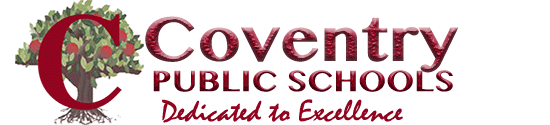 C Coventry
PUBLIC SCHOOLS
Dedicated to Excellence